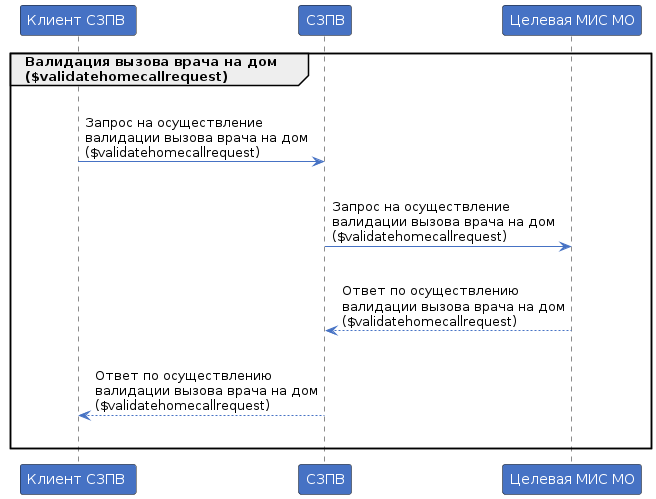 Клиент СЗПВ
СЗПВ
Целевая МИС МО
Валидация вызова врача на дом
($validatehomecallrequest)
Запрос на осуществление
валидации вызова врача на дом
($validatehomecallrequest)
Запрос на осуществление
валидации вызова врача на дом
($validatehomecallrequest)
Ответ по осуществлению
валидации вызова врача на дом
($validatehomecallrequest)
Ответ по осуществлению
валидации вызова врача на дом
($validatehomecallrequest)
Клиент СЗПВ
СЗПВ
Целевая МИС МО